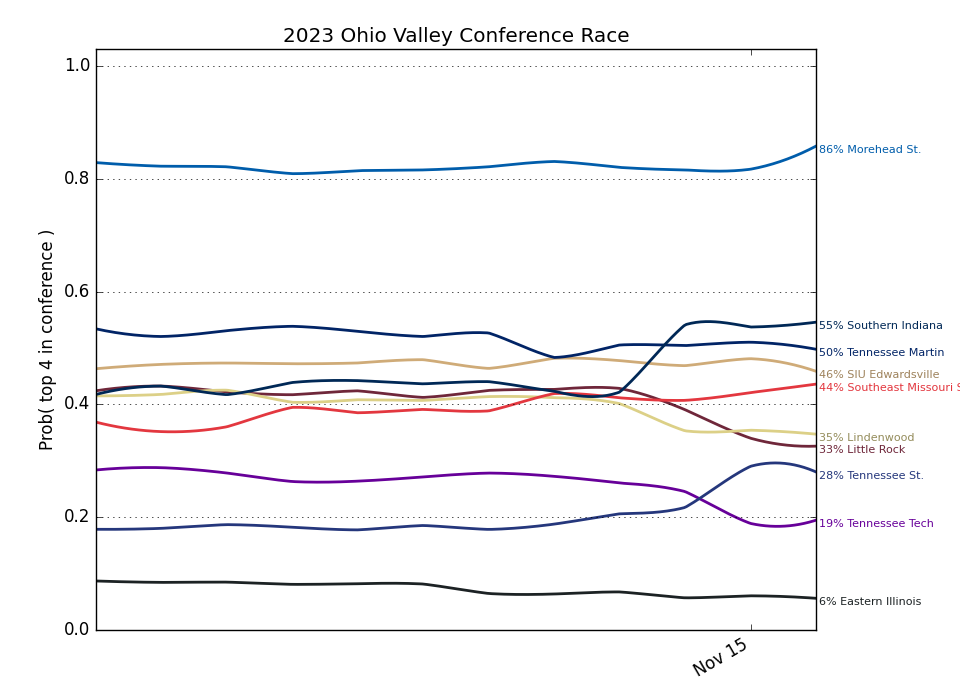 2023 Ohio Valley Conference Race
Prob( top 4 in conference )
1.0
0.8
0.6
0.4
0.2
0.0
Nov 15
86% Morehead St.
55% Southern Indiana
50% Tennessee Martin
46% SIU Edwardsville
44% Southeast Missouri S
35% Lindenwood
33% Little Rock
28% Tennessee St.
19% Tennessee Tech
6% Eastern Illinois